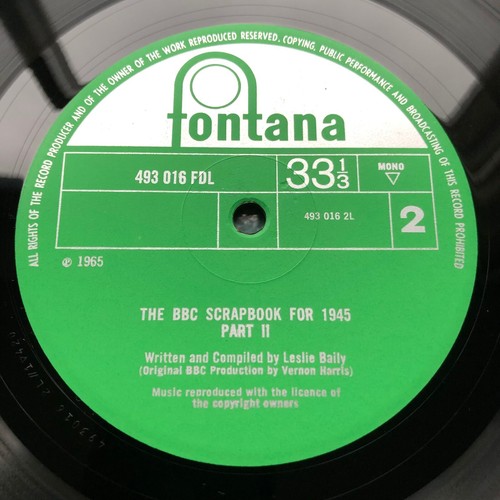 ALL RIGHTS OF THE RECORD PRODUCER AND OF THE OWNER OF THE WORK REPRODUCED RESERVED. COPYING, PUBLIC PERFORMANCE AND BROADCASTING OF THIS RECORD PROHIBITED
fontana
493 016 FDL
33 1/3
MONO
493 016 2L
2
℗ 1965
THE BBC SCRAPBOOK FOR 1945
PART II
Written and Compiled by Leslie Baily
(Original BBC Production by Vernon Harris)
Music reproduced with the licence of
the copyright owners